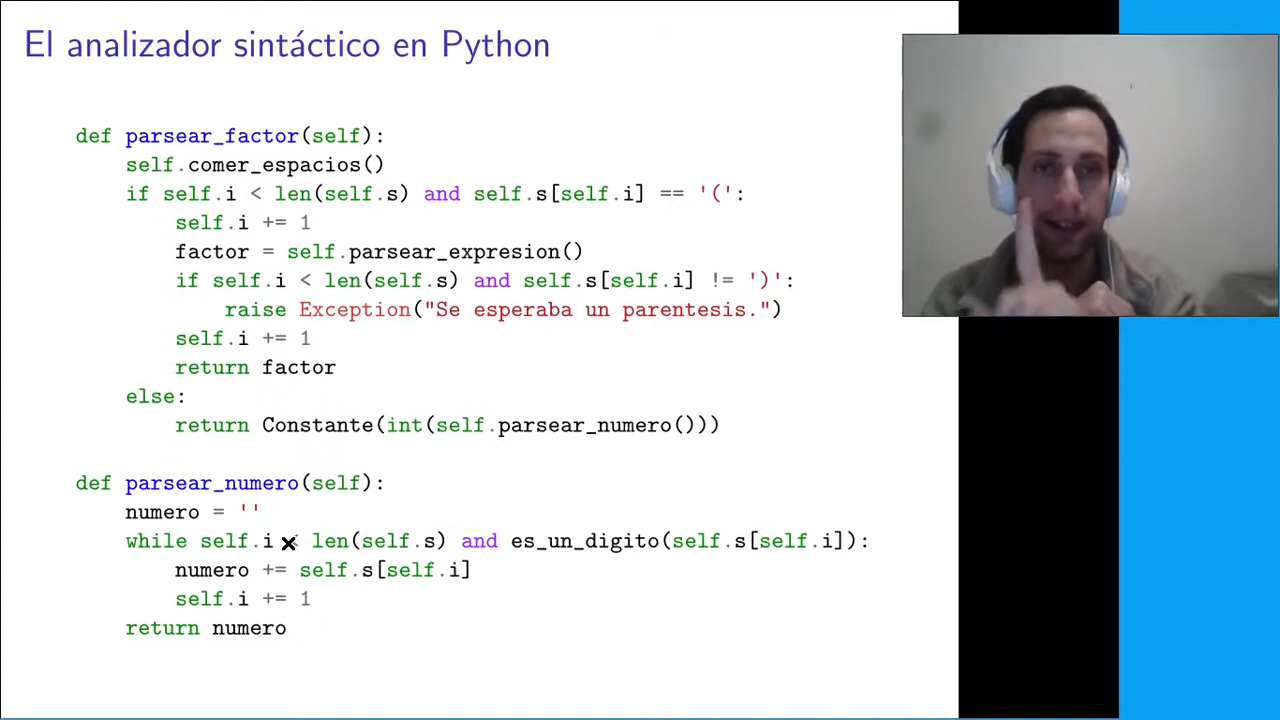 El analizador sintáctico en Python
def parsear_factor(self):
self.comer_espacios()
if self.i < len(self.s) and self.s[self.i] == '(':
self.i += 1
factor = self.parsear_expresion()
if self.i < len(self.s) and self.s[self.i] != ')':
raise Exception("Se esperaba un parentesis.")
self.i += 1
return factor
else:
return Constante(int(self.parsear_numero()))
def parsear_numero(self):
numero = ''
while self.i < len(self.s) and es_un_digito(self.s[self.i]):
numero += self.s[self.i]
self.i += 1
return numero